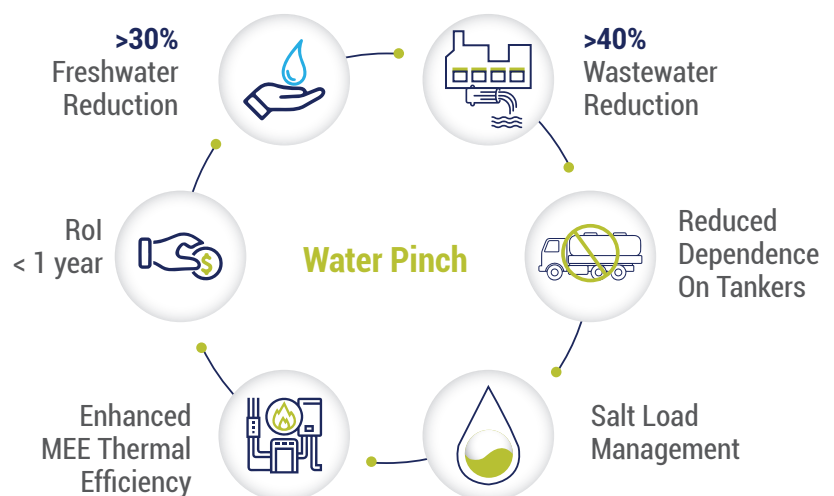 >30%
Freshwater
Reduction
>40%
Wastewater
Reduction
RoI
< 1 year
Water Pinch
$
Reduced
Dependence
On Tankers
Enhanced
MEE Thermal
Efficiency
Salt Load
Management